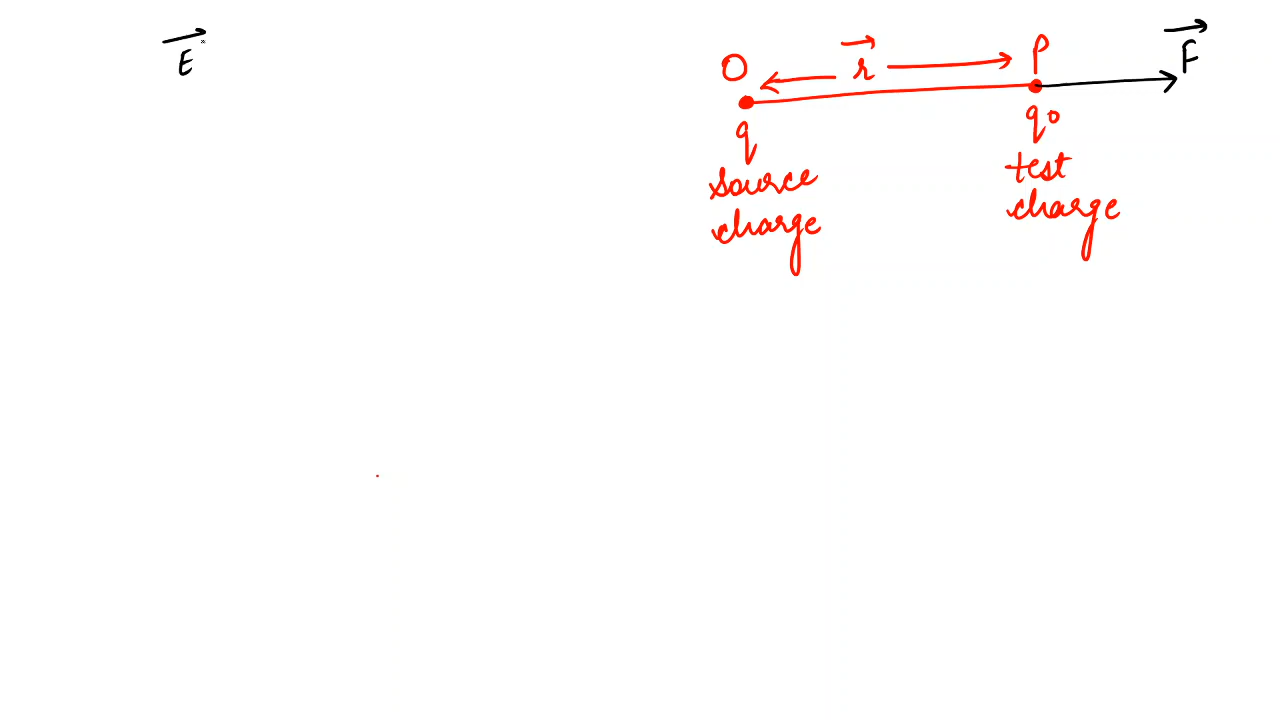 E
O r P F
q q₀
source charge
test charge